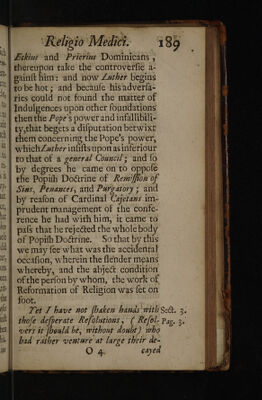 Religio Medici. 189
Eckius and Prierius Dominicans,
thereupon take the controversie a-
gainst him: and now Luther begins
to be hot; and because his adversa-
ries could not found the matter of
Indulgences upon other foundations
then the Pope's power and infallibili-
ty, that begets a disputation betwixt
them concerning the Pope's power,
which Luther insists upon as inferiour
to that of a general Council; and so
by degrees he came on to oppose
the Popish Doctrine of Remission of
Sins, Penances, and Purgatory; and
by reason of Cardinal Cajetans im-
prudent management of the confe-
rence he had with him, it came to
pass that he rejected the whole body
of Popish Doctrine. So that by this
we may see what was the accidental
occasion, wherein the slender means
whereby, and the abject condition
of the person by whom, the work of
Reformation of Religion was set on
foot.
Yet I have not shaken hands with Sect. 3.
those desperate Resolutions, (Resol- Pag. 3.
vers it should be, without doubt) who
had rather venture at large their de-
O 4 cayed